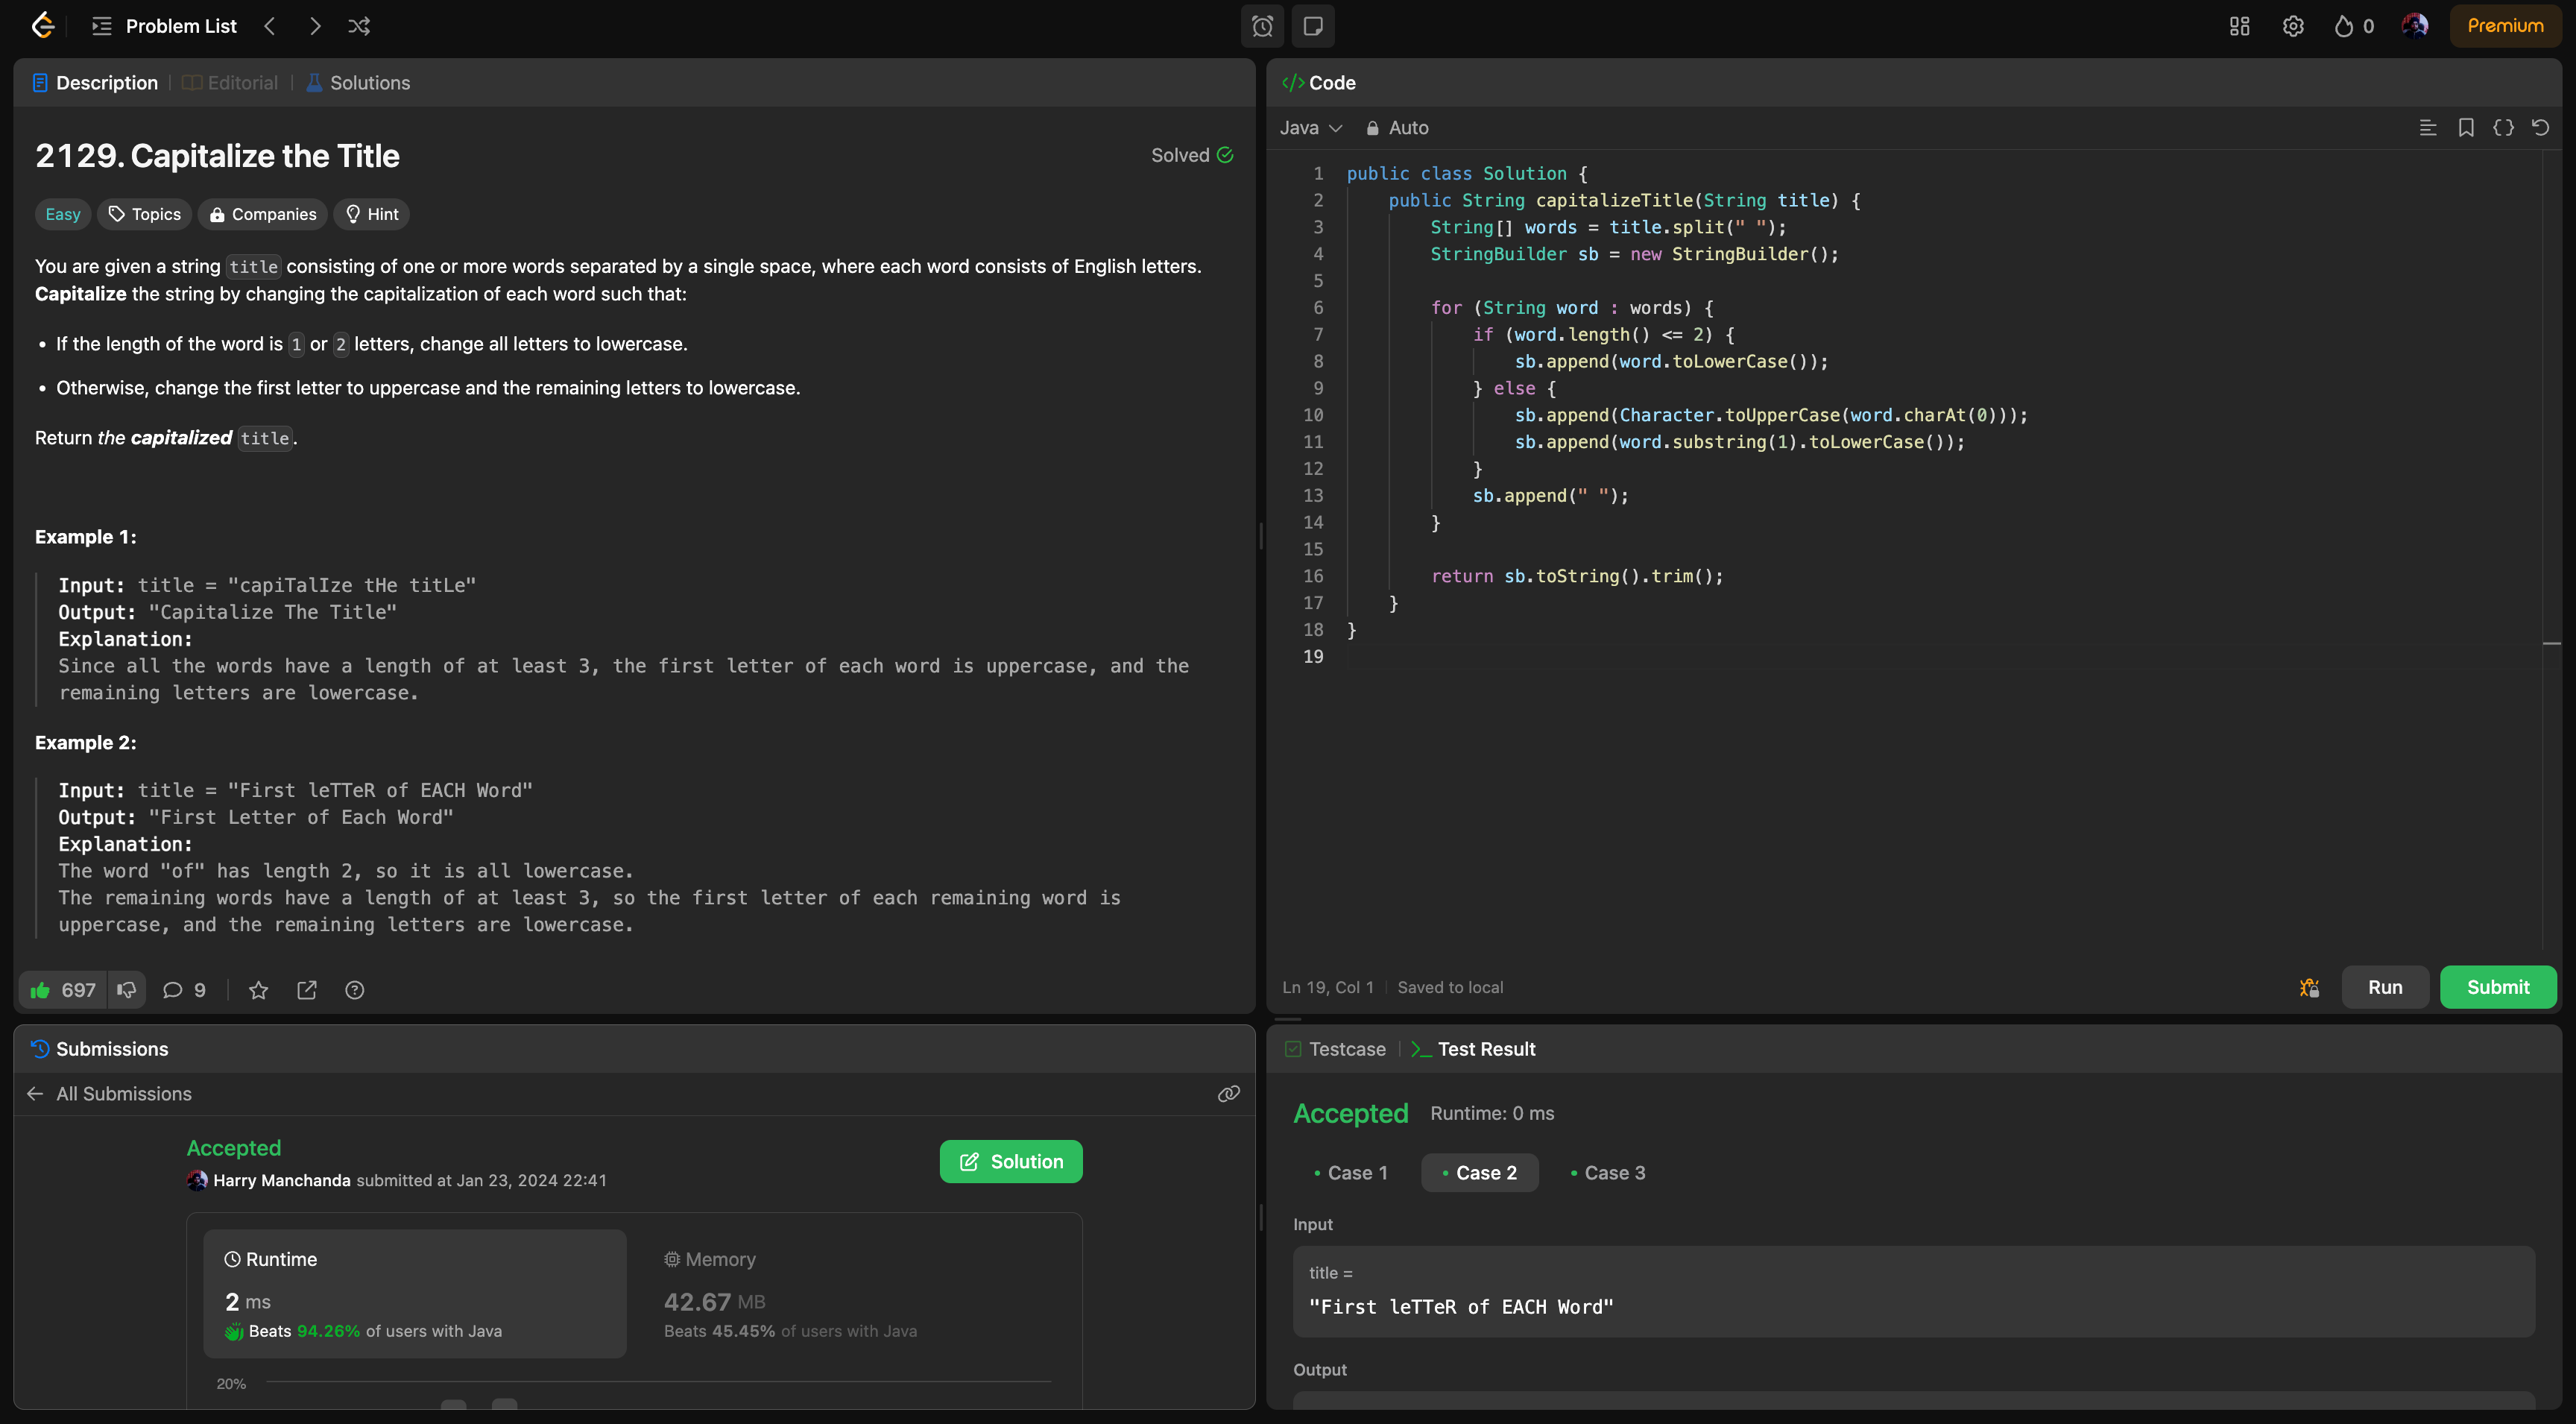 Problem List
0
Premium
Description
Editorial
Solutions
2129. Capitalize the Title
Solved
Easy
Topics
Companies
Hint
You are given a string title consisting of one or more words separated by a single space, where each word consists of English letters.
Capitalize the string by changing the capitalization of each word such that:
• If the length of the word is 1 or 2 letters, change all letters to lowercase.
• Otherwise, change the first letter to uppercase and the remaining letters to lowercase.
Return the capitalized title.
Example 1:
Input: title = "capiTalIze tHe titLe"
Output: "Capitalize The Title"
Explanation:
Since all the words have a length of at least 3, the first letter of each word is uppercase, and the
remaining letters are lowercase.
Example 2:
Input: title = "First leTTeR of EACH Word"
Output: "First Letter of Each Word"
Explanation:
The word "of" has length 2, so it is all lowercase.
The remaining words have a length of at least 3, so the first letter of each remaining word is
uppercase, and the remaining letters are lowercase.
697
9
Submissions
All Submissions
Accepted
Harry Manchanda submitted at Jan 23, 2024 22:41
Solution
Runtime
2 ms
Beats 94.26% of users with Java
Memory
42.67 MB
Beats 45.45% of users with Java
20%
</> Code
Java
Auto
1 public class Solution {
2     public String capitalizeTitle(String title) {
3         String[] words = title.split(" ");
4         StringBuilder sb = new StringBuilder();
5
6         for (String word : words) {
7             if (word.length() <= 2) {
8                 sb.append(word.toLowerCase());
9             } else {
10                 sb.append(Character.toUpperCase(word.charAt(0)));
11                 sb.append(word.substring(1).toLowerCase());
12             }
13             sb.append(" ");
14         }
15
16         return sb.toString().trim();
17     }
18 }
19
Ln 19, Col 1
Saved to local
Run
Submit
Testcase
>_ Test Result
Accepted
Runtime: 0 ms
• Case 1
• Case 2
• Case 3
Input
title =
"First leTTeR of EACH Word"
Output